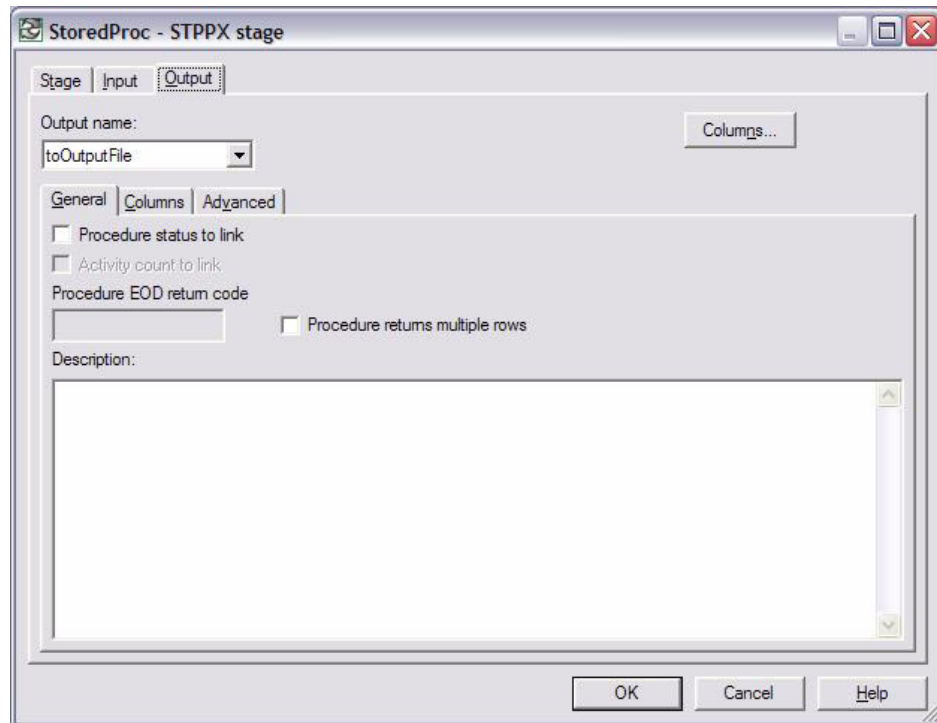 StoredProc - STPPX stage
Stage Input Output
Output name:
Columns...
toOutputFile
General Columns Advanced
Procedure status to link
Activity count to link
Procedure EOD return code
Procedure returns multiple rows
Description:
OK Cancel Help